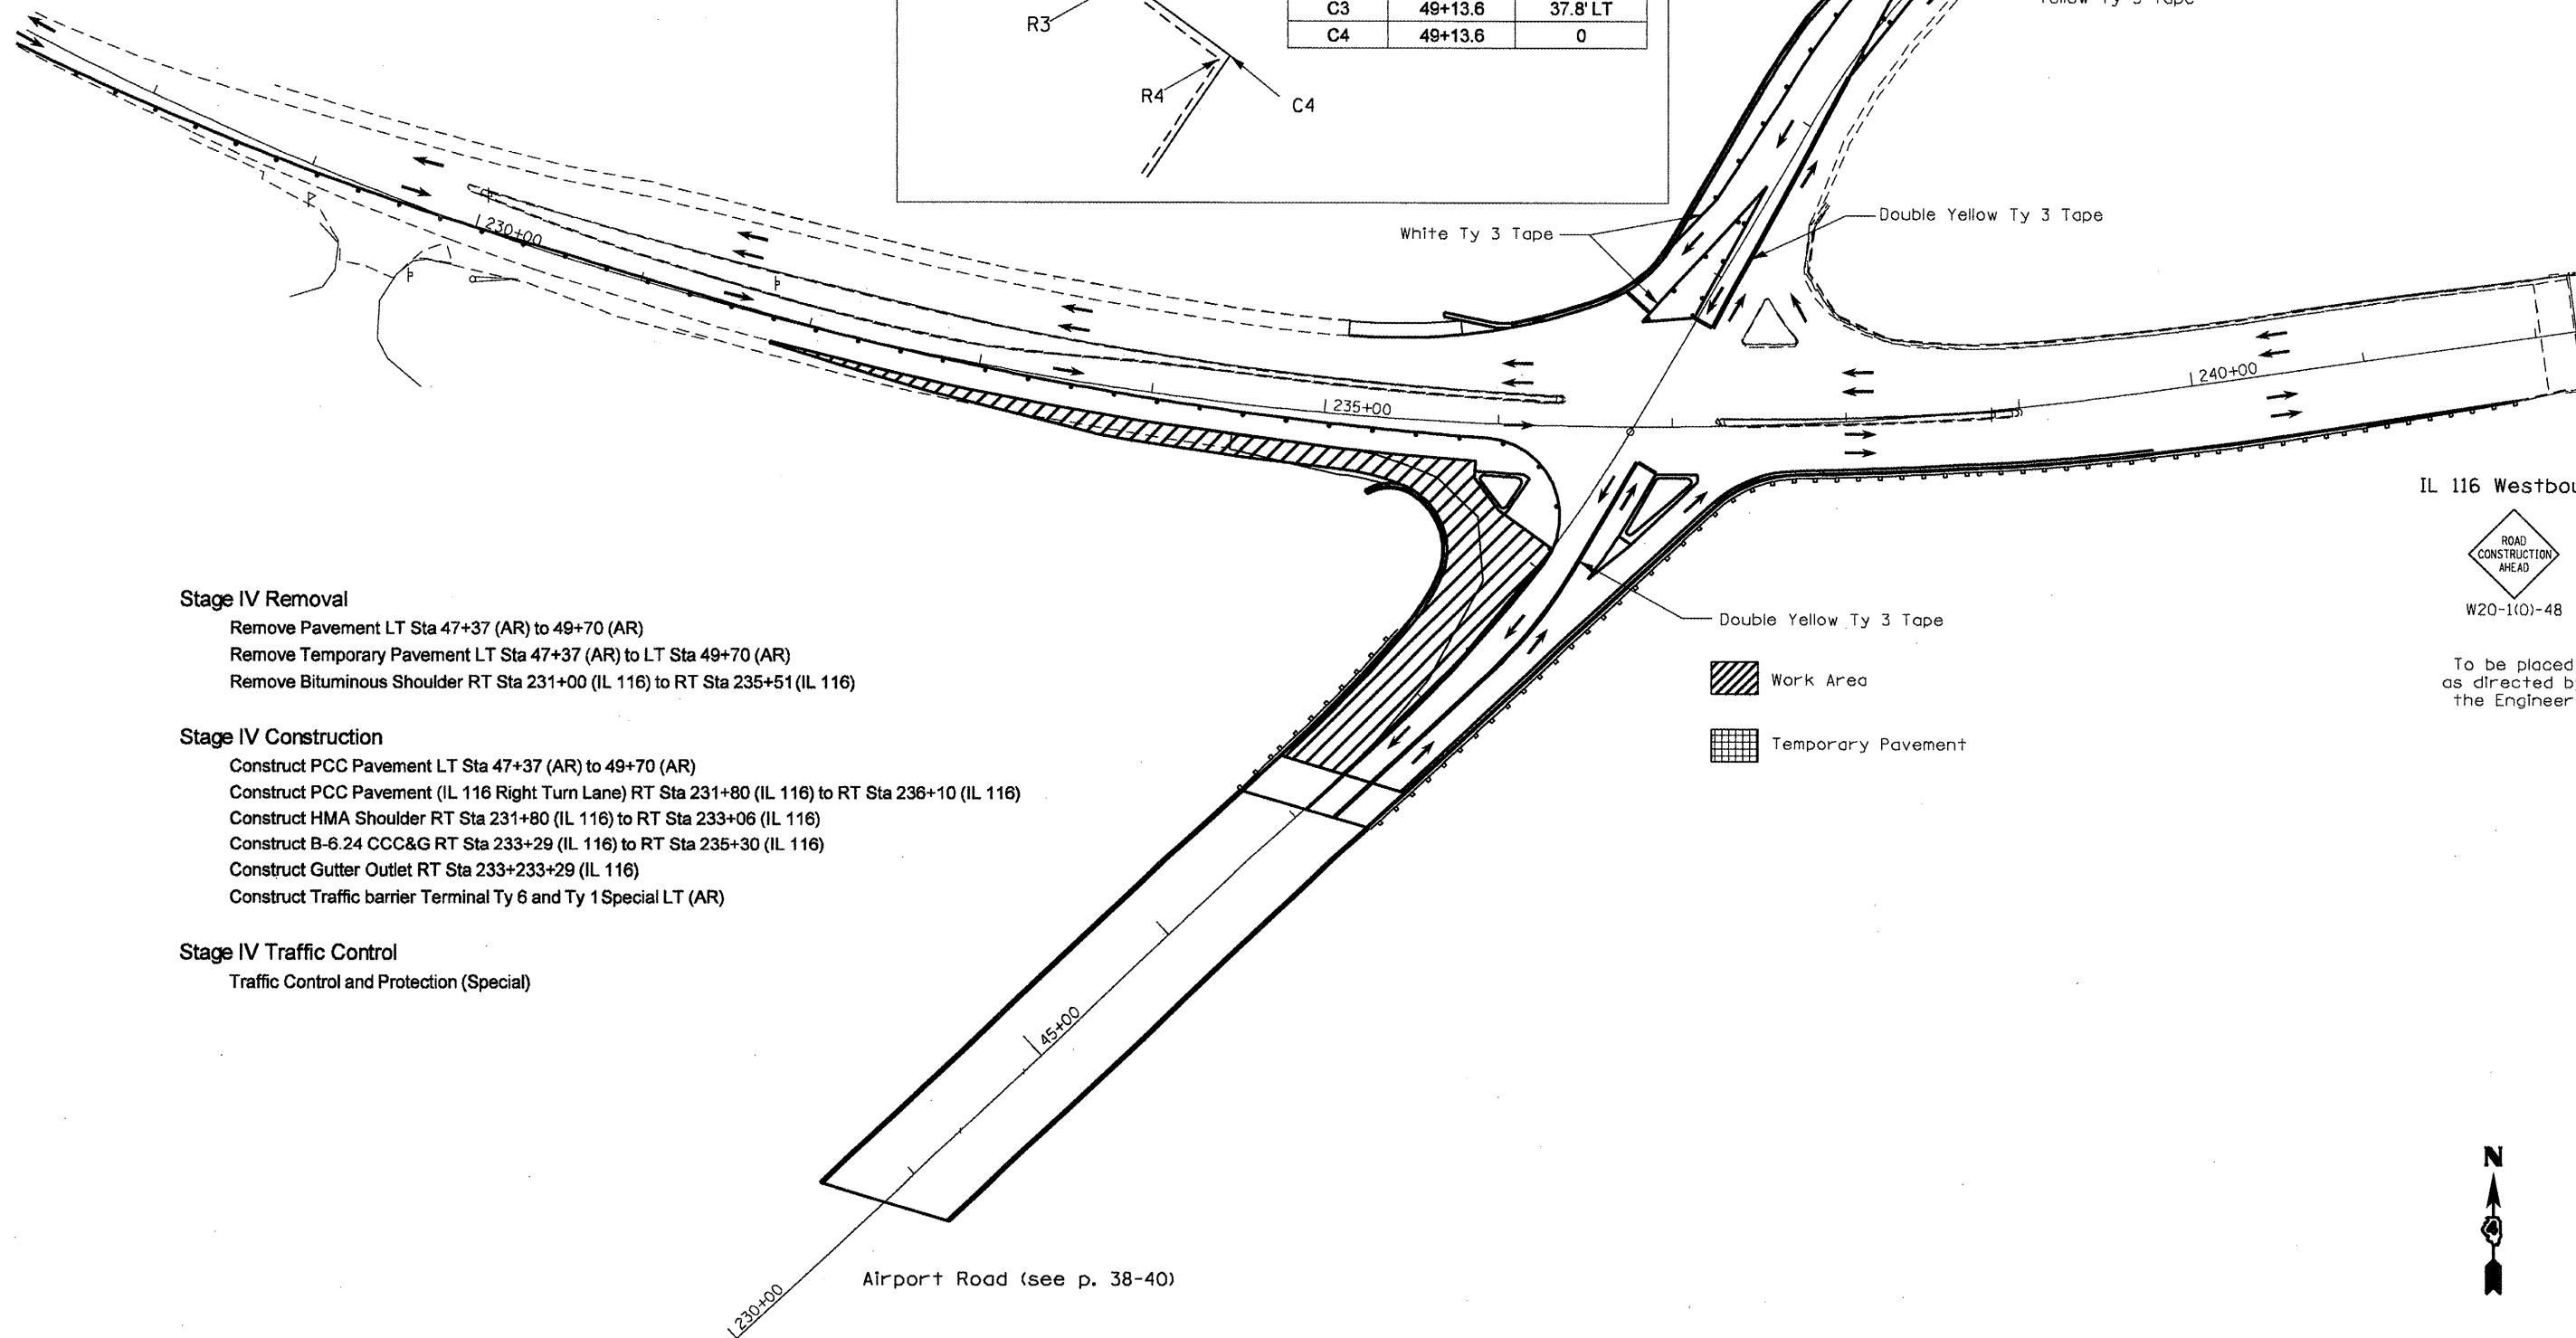 R3
C3 49+13.6 37.8' LT
C4 49+13.6 0
R4
C4
230+00
White Ty 3 Tape
Double Yellow Ty 3 Tape
235+00
240+00
IL 116
ROAD
CONSTRUCTION
AHEAD
W20-1(O)-48
To be placed
as directed
the Engineer
Stage IV Removal
Remove Pavement LT Sta 47+37 (AR) to 49+70 (AR)
Remove Temporary Pavement LT Sta 47+37 (AR) to LT Sta 49+70 (AR)
Remove Bituminous Shoulder RT Sta 231+00 (IL 116) to RT Sta 235+51 (IL 116)
Double Yellow Ty 3 Tape
Work Area
Temporary Pavement
Stage IV Construction
Construct PCC Pavement LT Sta 47+37 (AR) to 49+70 (AR)
Construct PCC Pavement (IL 116 Right Turn Lane) RT Sta 231+80 (IL 116) to RT Sta 236+10 (IL 116)
Construct HMA Shoulder RT Sta 231+80 (IL 116) to RT Sta 233+06 (IL 116)
Construct B-6.24 CCC&G RT Sta 233+29 (IL 116) to RT Sta 235+30 (IL 116)
Construct Gutter Outlet RT Sta 233+233+29 (IL 116)
Construct Traffic barrier Terminal Ty 6 and Ty 1 Special LT (AR)
Stage IV Traffic Control
Traffic Control and Protection (Special)
45+00
N
4
Airport Road (see p. 38-40)
230+00